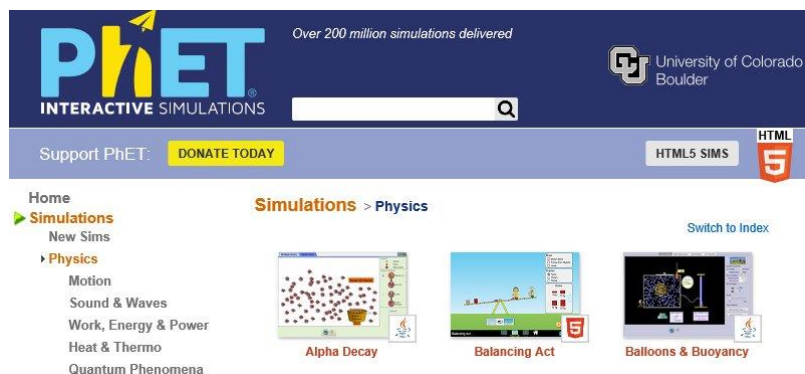 PhET
INTERACTIVE SIMULATIONS
®
Over 200 million simulations delivered
University of Colorado
Boulder
Support PhET:
DONATE TODAY
HTML5 SIMS
HTML
5
Home
Simulations
New Sims
Physics
Motion
Sound & Waves
Work, Energy & Power
Heat & Thermo
Quantum Phenomena
Simulations > Physics
Switch to Index
5
Alpha Decay
Balancing Act
Balloons & Buoyancy